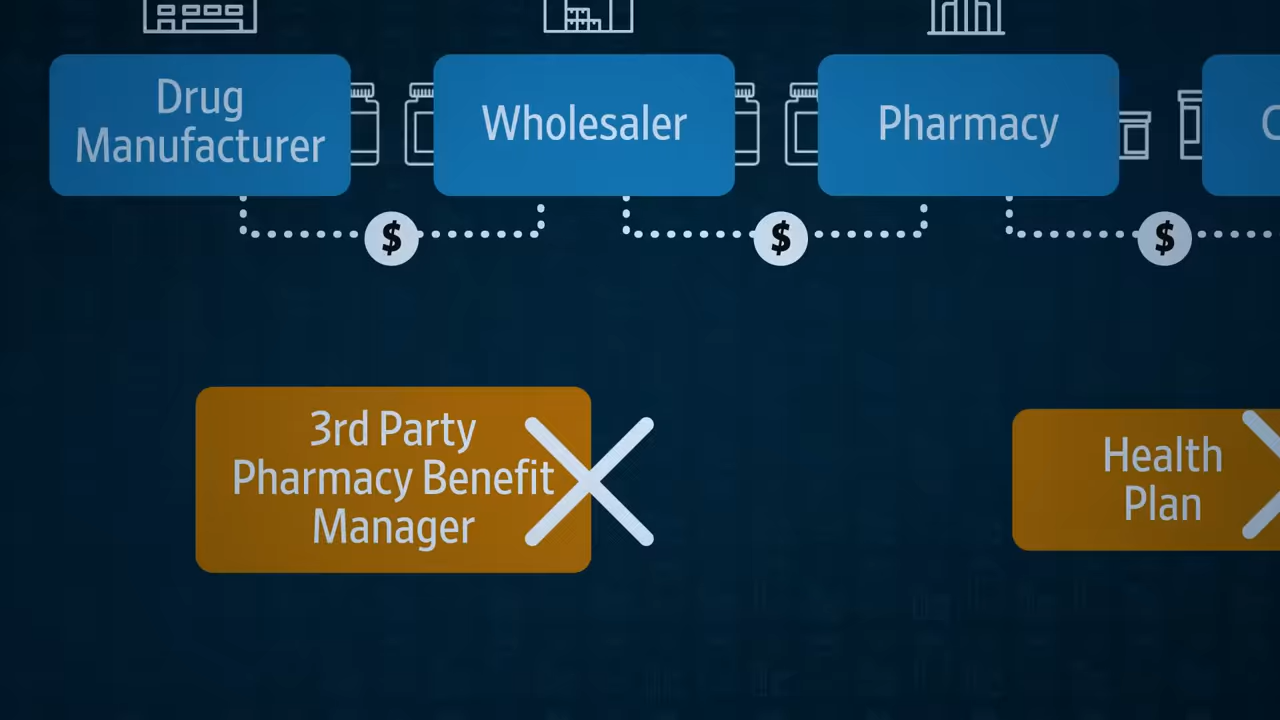 Drug
Manufacturer
Wholesaler
Pharmacy
$
$
$
3rd Party
Pharmacy Benefit
Manager
Health
Plan